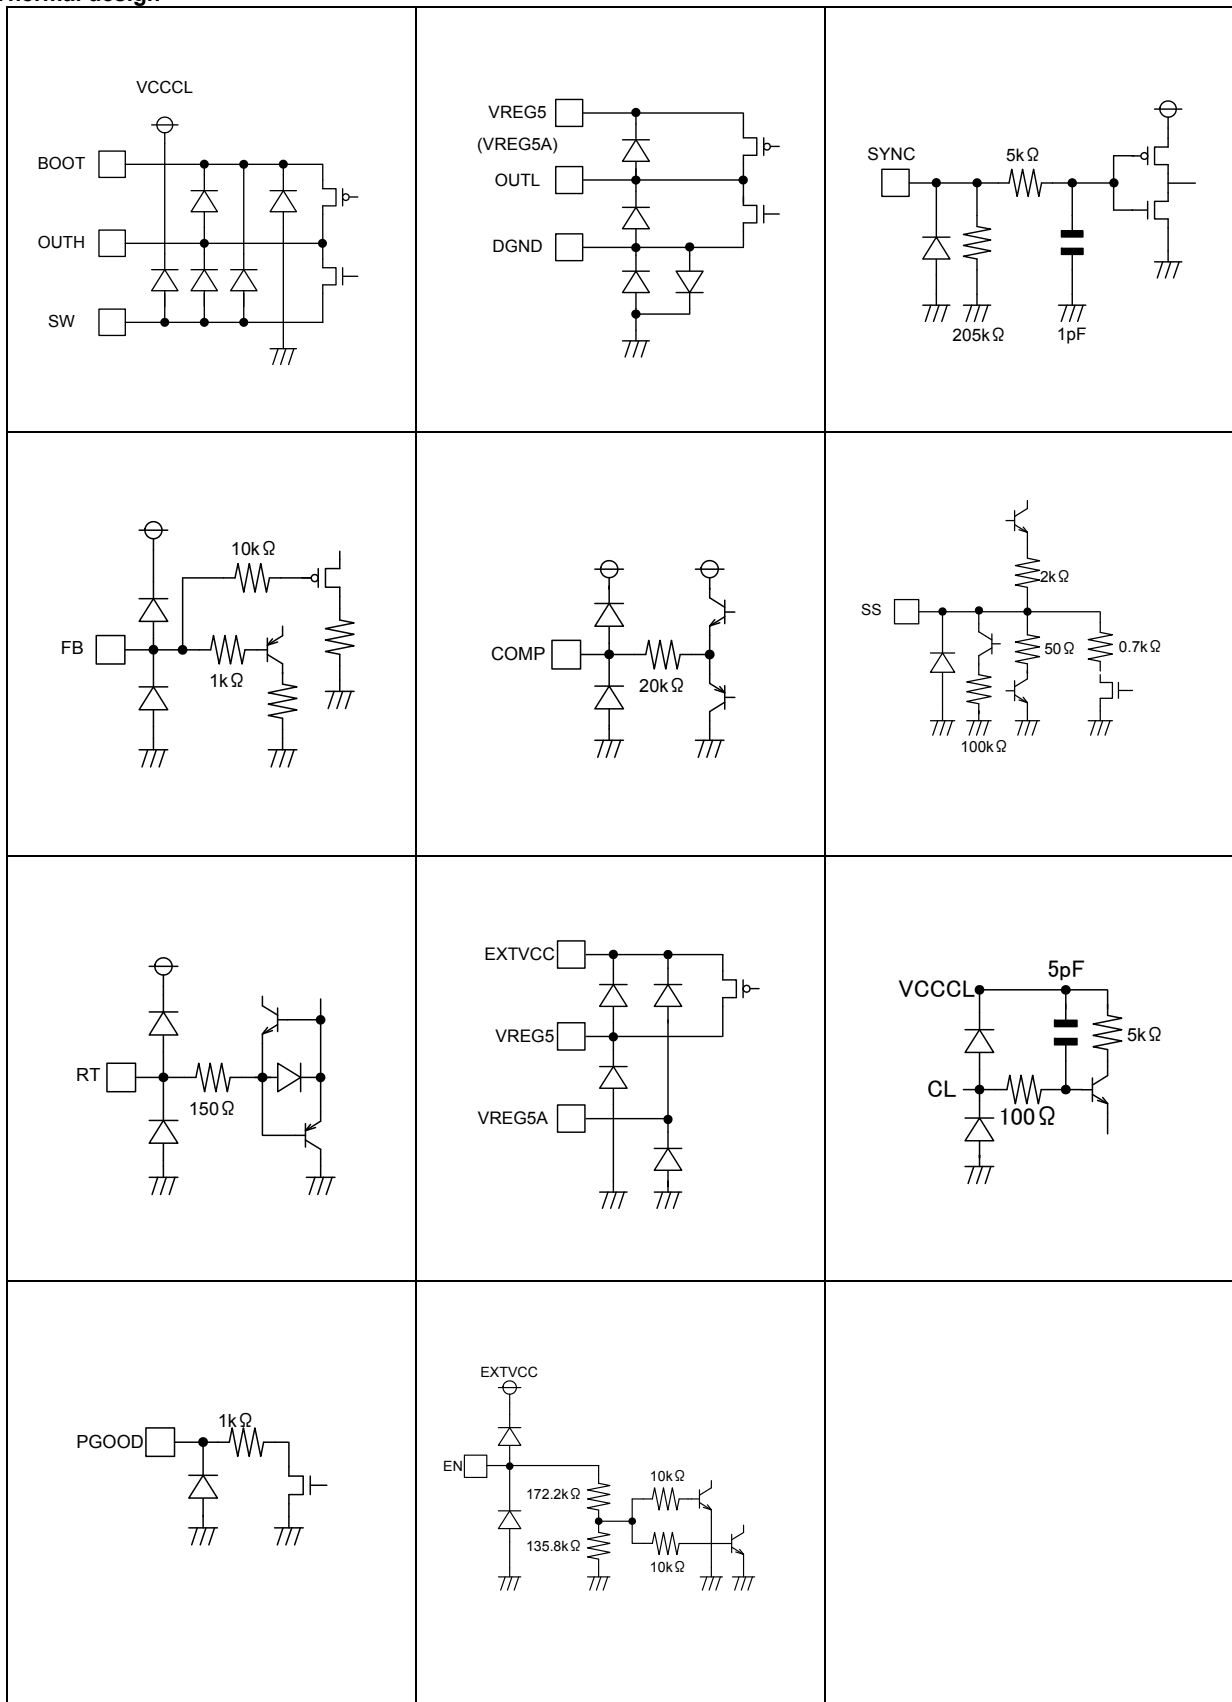 Thermal design
VCCCL
BOOT
OUTH
SW
VREG5
(VREG5A)
OUTL
DGND
SYNC
5kΩ
205kΩ
1pF
FB
10kΩ
1kΩ
COMP
20kΩ
SS
2kΩ
50Ω
0.7kΩ
100kΩ
RT
150Ω
EXTVCC
VREG5
VREG5A
VCCCL
5pF
5kΩ
CL
100Ω
PGOOD
1kΩ
EXTVCC
EN
172.2kΩ
135.8kΩ
10kΩ
10kΩ